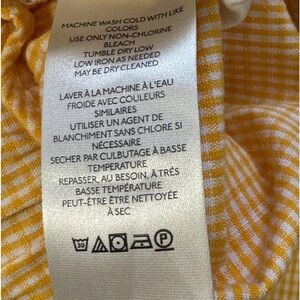 MACHINE WASH COLD WITH LIKE
COLORS
USE ONLY NON-CHLORINE
BLEACH
TUMBLE DRY LOW
LOW IRON AS NEEDED
MAY BE DRY CLEANED
LAVER À LA MACHINE À L'EAU
FROIDE AVEC COULEURS
SIMILAIRES
UTILISER UN AGENT DE
BLANCHIMENT SANS CHLORE SI
NÉCESSAIRE
SECHER PAR CULBUTAGE À BASSE
TEMPERATURE
REPASSER, AU BESOIN, À TRÉS
BASSE TEMPÉRATURE
PEUT-ÊTRE ÊTRE NETTOYÉE
À SEC